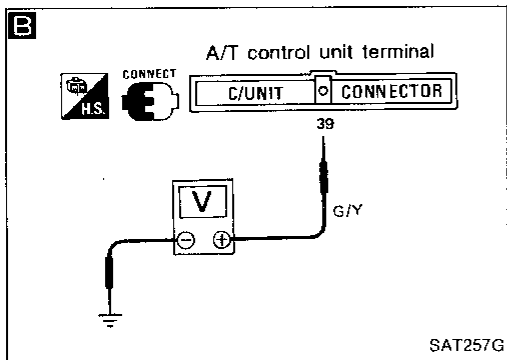 B
A/T control unit terminal
CONNECT
H.S.
C/UNIT CONNECTOR
39
G/Y
V
− +
SAT257G